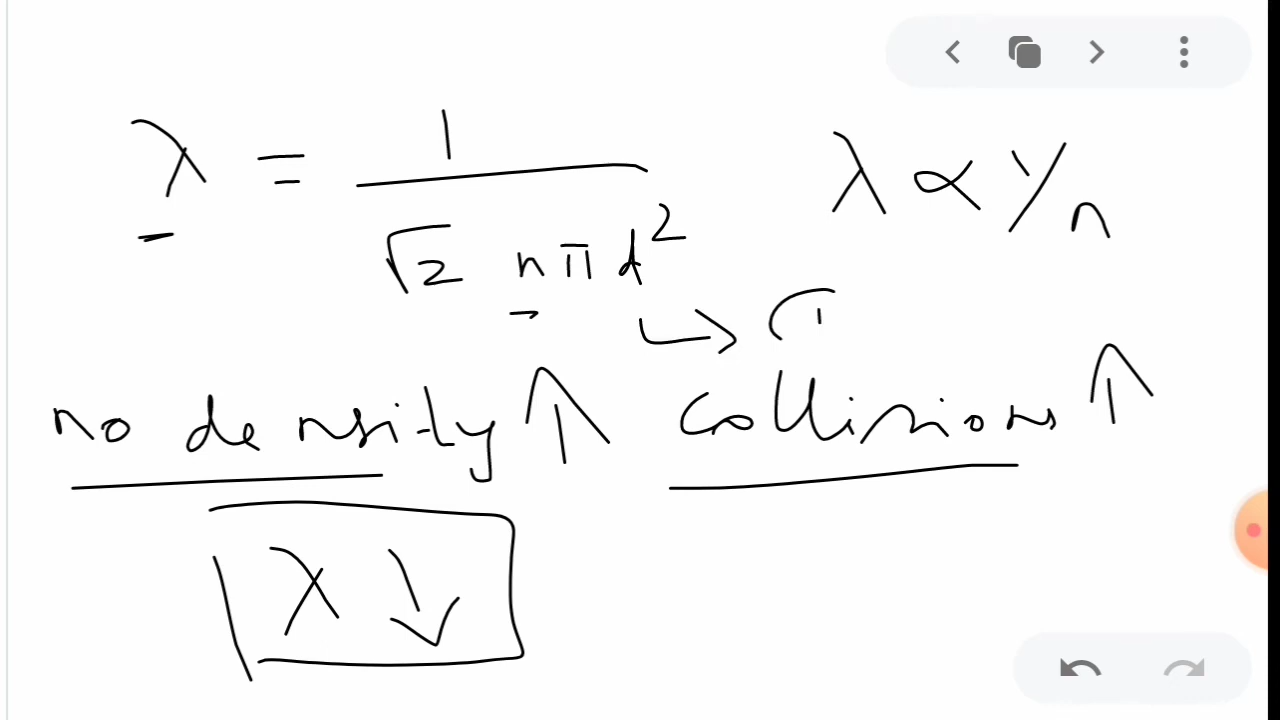 λ = 1/(√2 nπd²) λ ∝ 1/n
no density ↑ collisions ↑
λ ↓